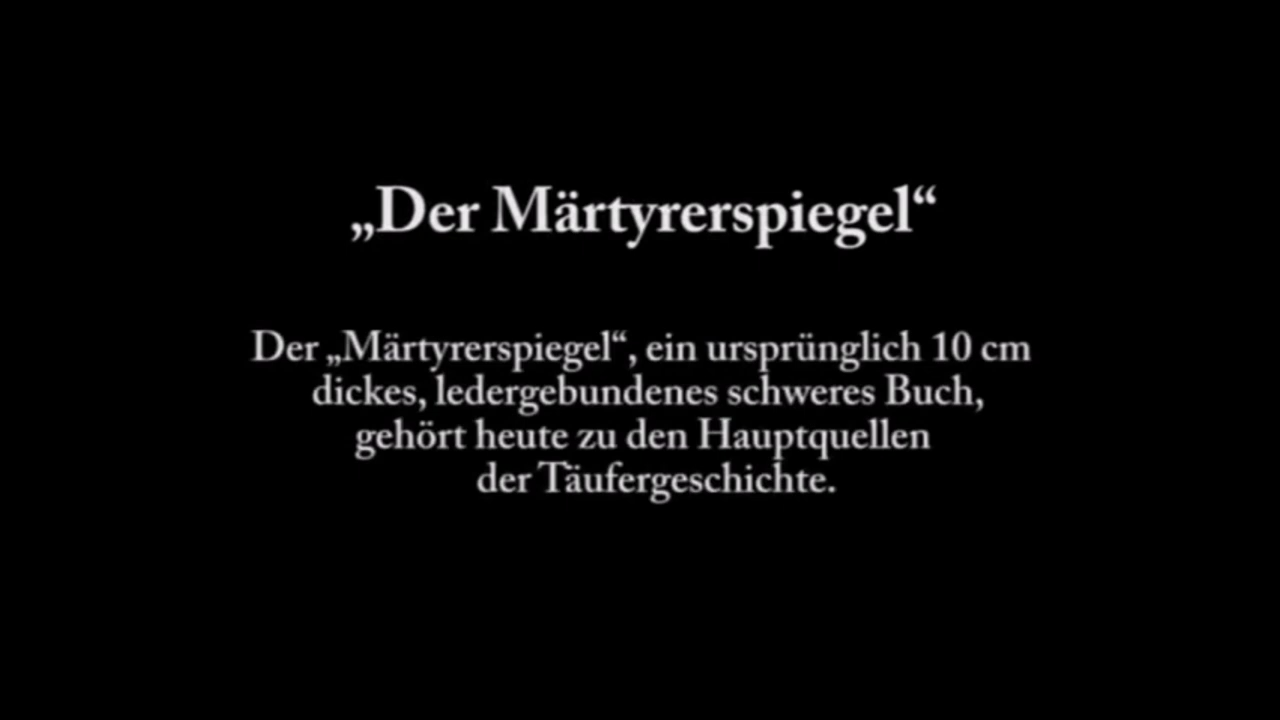 „Der Märtyrerspiegel“
Der „Märtyrerspiegel“, ein ursprünglich 10 cm
dickes, ledergebundenes schweres Buch,
gehört heute zu den Hauptquellen
der Täufergeschichte.